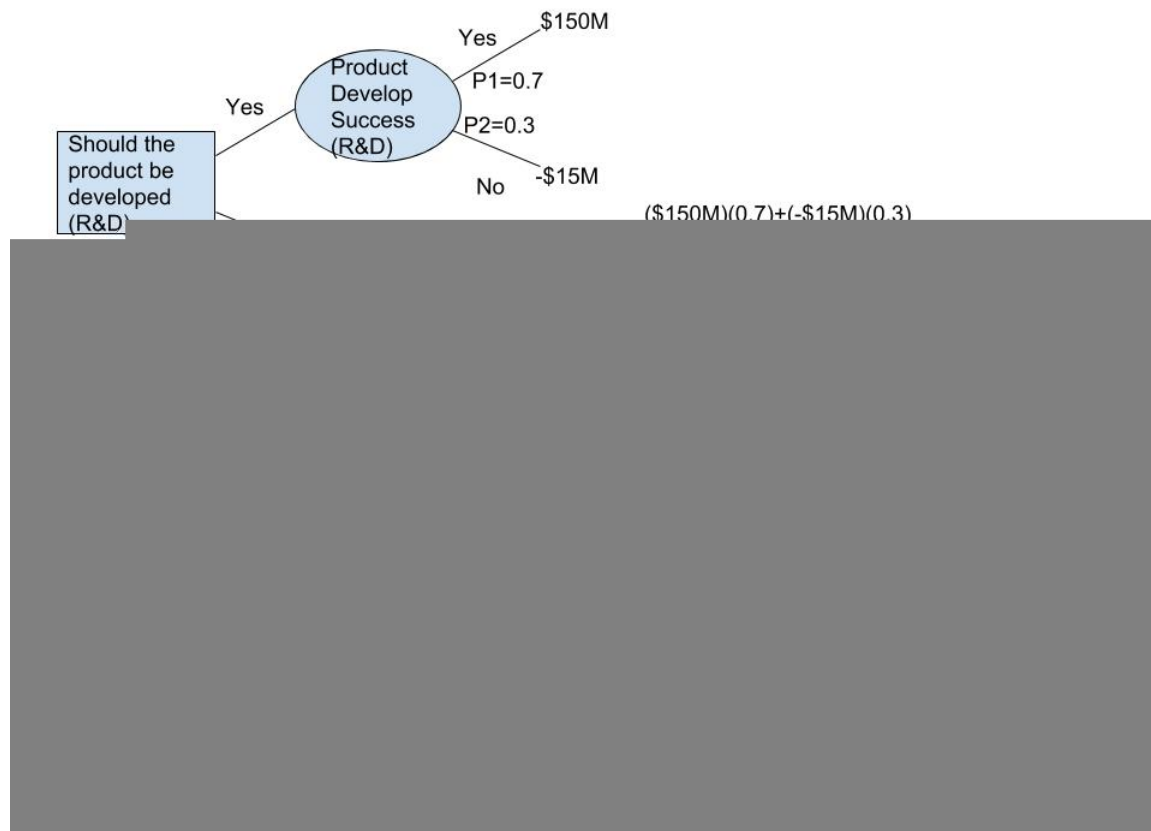 $150M
Yes
Product
Develop
Success
(R&D)
P1=0.7
Yes
P2=0.3
Should the
product be
developed
(R&D)
-$15M
No
($150M)(0.7)+(-$15M)(0.3)